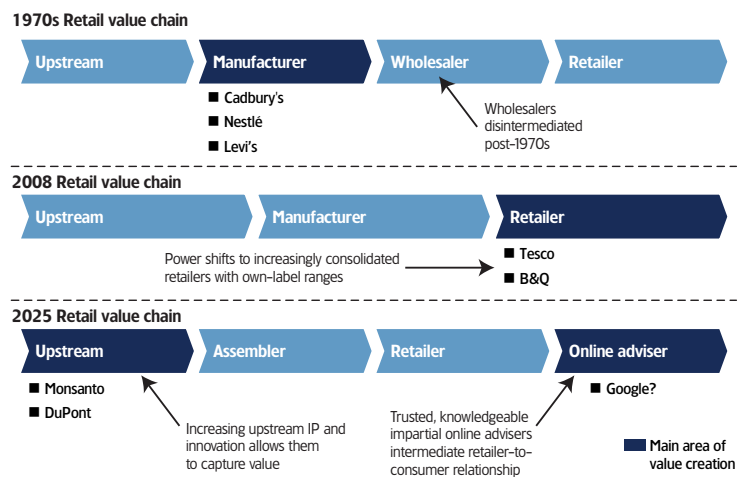 1970s Retail value chain
Upstream
Manufacturer
Wholesaler
Retailer
■ Cadbury's
■ Nestlé
■ Levi's
Wholesalers
disintermediated
post-1970s
2008 Retail value chain
Upstream
Manufacturer
Retailer
Power shifts to increasingly consolidated
retailers with own-label ranges
■ Tesco
■ B&Q
2025 Retail value chain
Upstream
Assembler
Retailer
Online adviser
■ Monsanto
■ DuPont
■ Google?
Increasing upstream IP and
innovation allows them
to capture value
Trusted, knowledgeable
impartial online advisers
intermediate retailer-to-
consumer relationship
Main area of
value creation